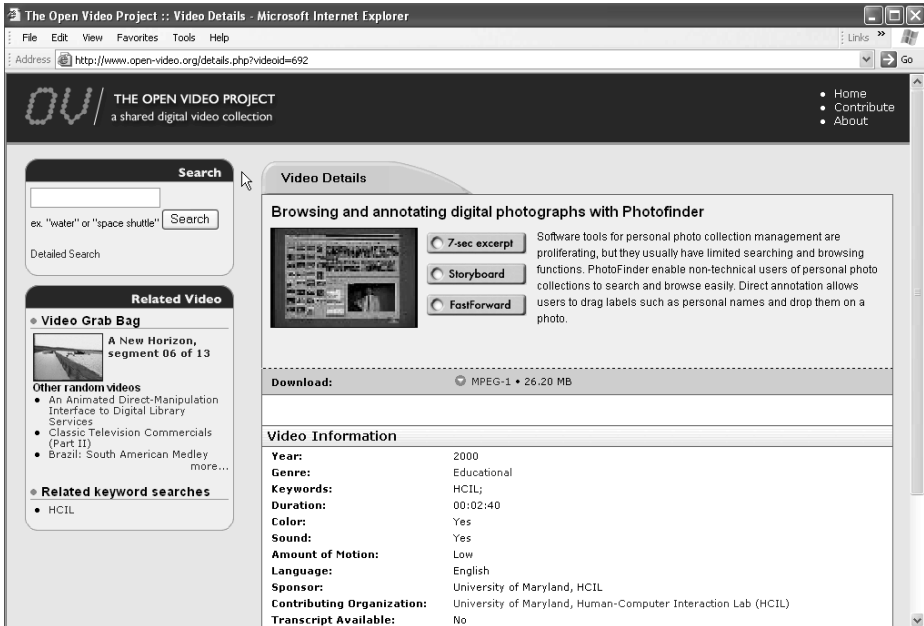 The Open Video Project :: Video Details - Microsoft Internet Explorer
File Edit View Favorites Tools Help
Links »
Address http://www.open-video.org/details.php?videoid=692
Go
OV THE OPEN VIDEO PROJECT
a shared digital video collection
• Home
• Contribute
• About
Search
ex. "water" or "space shuttle" Search
Detailed Search
Related Video
Video Grab Bag
A New Horizon,
segment 06 of 13
Other random videos
• An Animated Direct-Manipulation
Interface to Digital Library
Services
• Classic Television Commercials
(Part II)
• Brazil: South American Medley
more...
Related keyword searches
• HCIL
Video Details
Browsing and annotating digital photographs with Photofinder
7-sec excerpt
Storyboard
FastForward
Software tools for personal photo collection management are
proliferating, but they usually have limited searching and browsing
functions. PhotoFinder enable non-technical users of personal photo
collections to search and browse easily. Direct annotation allows
users to drag labels such as personal names and drop them on a
photo.
Download: MPEG-1 • 26.20 MB
Video Information
Year: 2000
Genre: Educational
Keywords: HCIL;
Duration: 00:02:40
Color: Yes
Sound: Yes
Amount of Motion: Low
Language: English
Sponsor: University of Maryland, HCIL
Contributing Organization: University of Maryland, Human-Computer Interaction Lab (HCIL)
Transcript Available: No